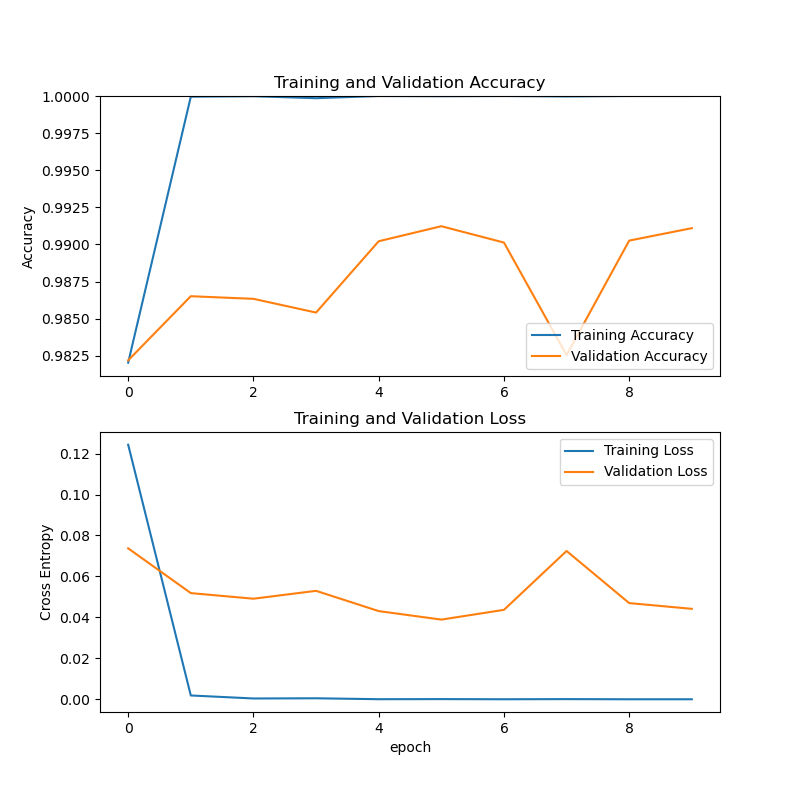 Training and Validation Accuracy
Accuracy
1.0000
0.9975
0.9950
0.9925
0.9900
0.9875
0.9850
0.9825
Training Accuracy
Validation Accuracy
0 2 4 6 8
Training and Validation Loss
Cross Entropy
0.12
0.10
0.08
0.06
0.04
0.02
0.00
Training Loss
Validation Loss
0 2 4 6 8
epoch